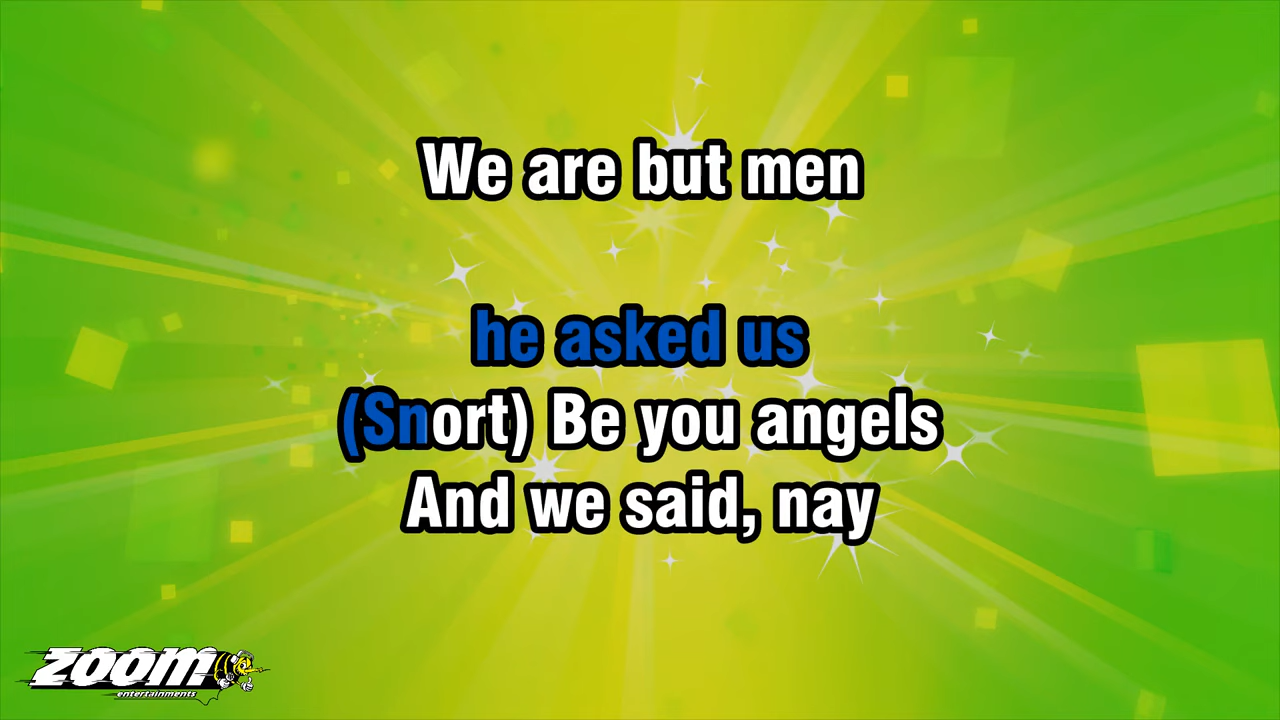 We are but men
he asked us
(Snort) Be you angels
And we said, nay
ZOOM
entertainments